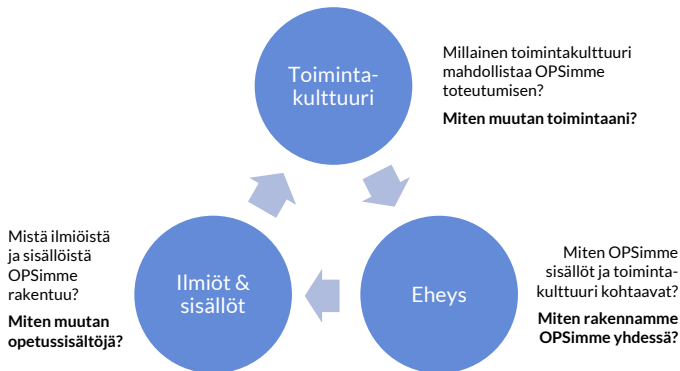 Toiminta-
kulttuuri
Millainen toimintakulttuuri
mahdollistaa OPSimme
toteutumisen?
Miten muutan toimintaani?
Mistä ilmiöistä
ja sisällöistä
OPSimme
rakentuu?
Miten muutan
opetussisältöjä?
Ilmiöt &
sisällöt
Eheys
Miten OPSimme
sisällöt ja toiminta-
kulttuuri kohtaavat?
Miten rakennamme
OPSimme yhdessä?